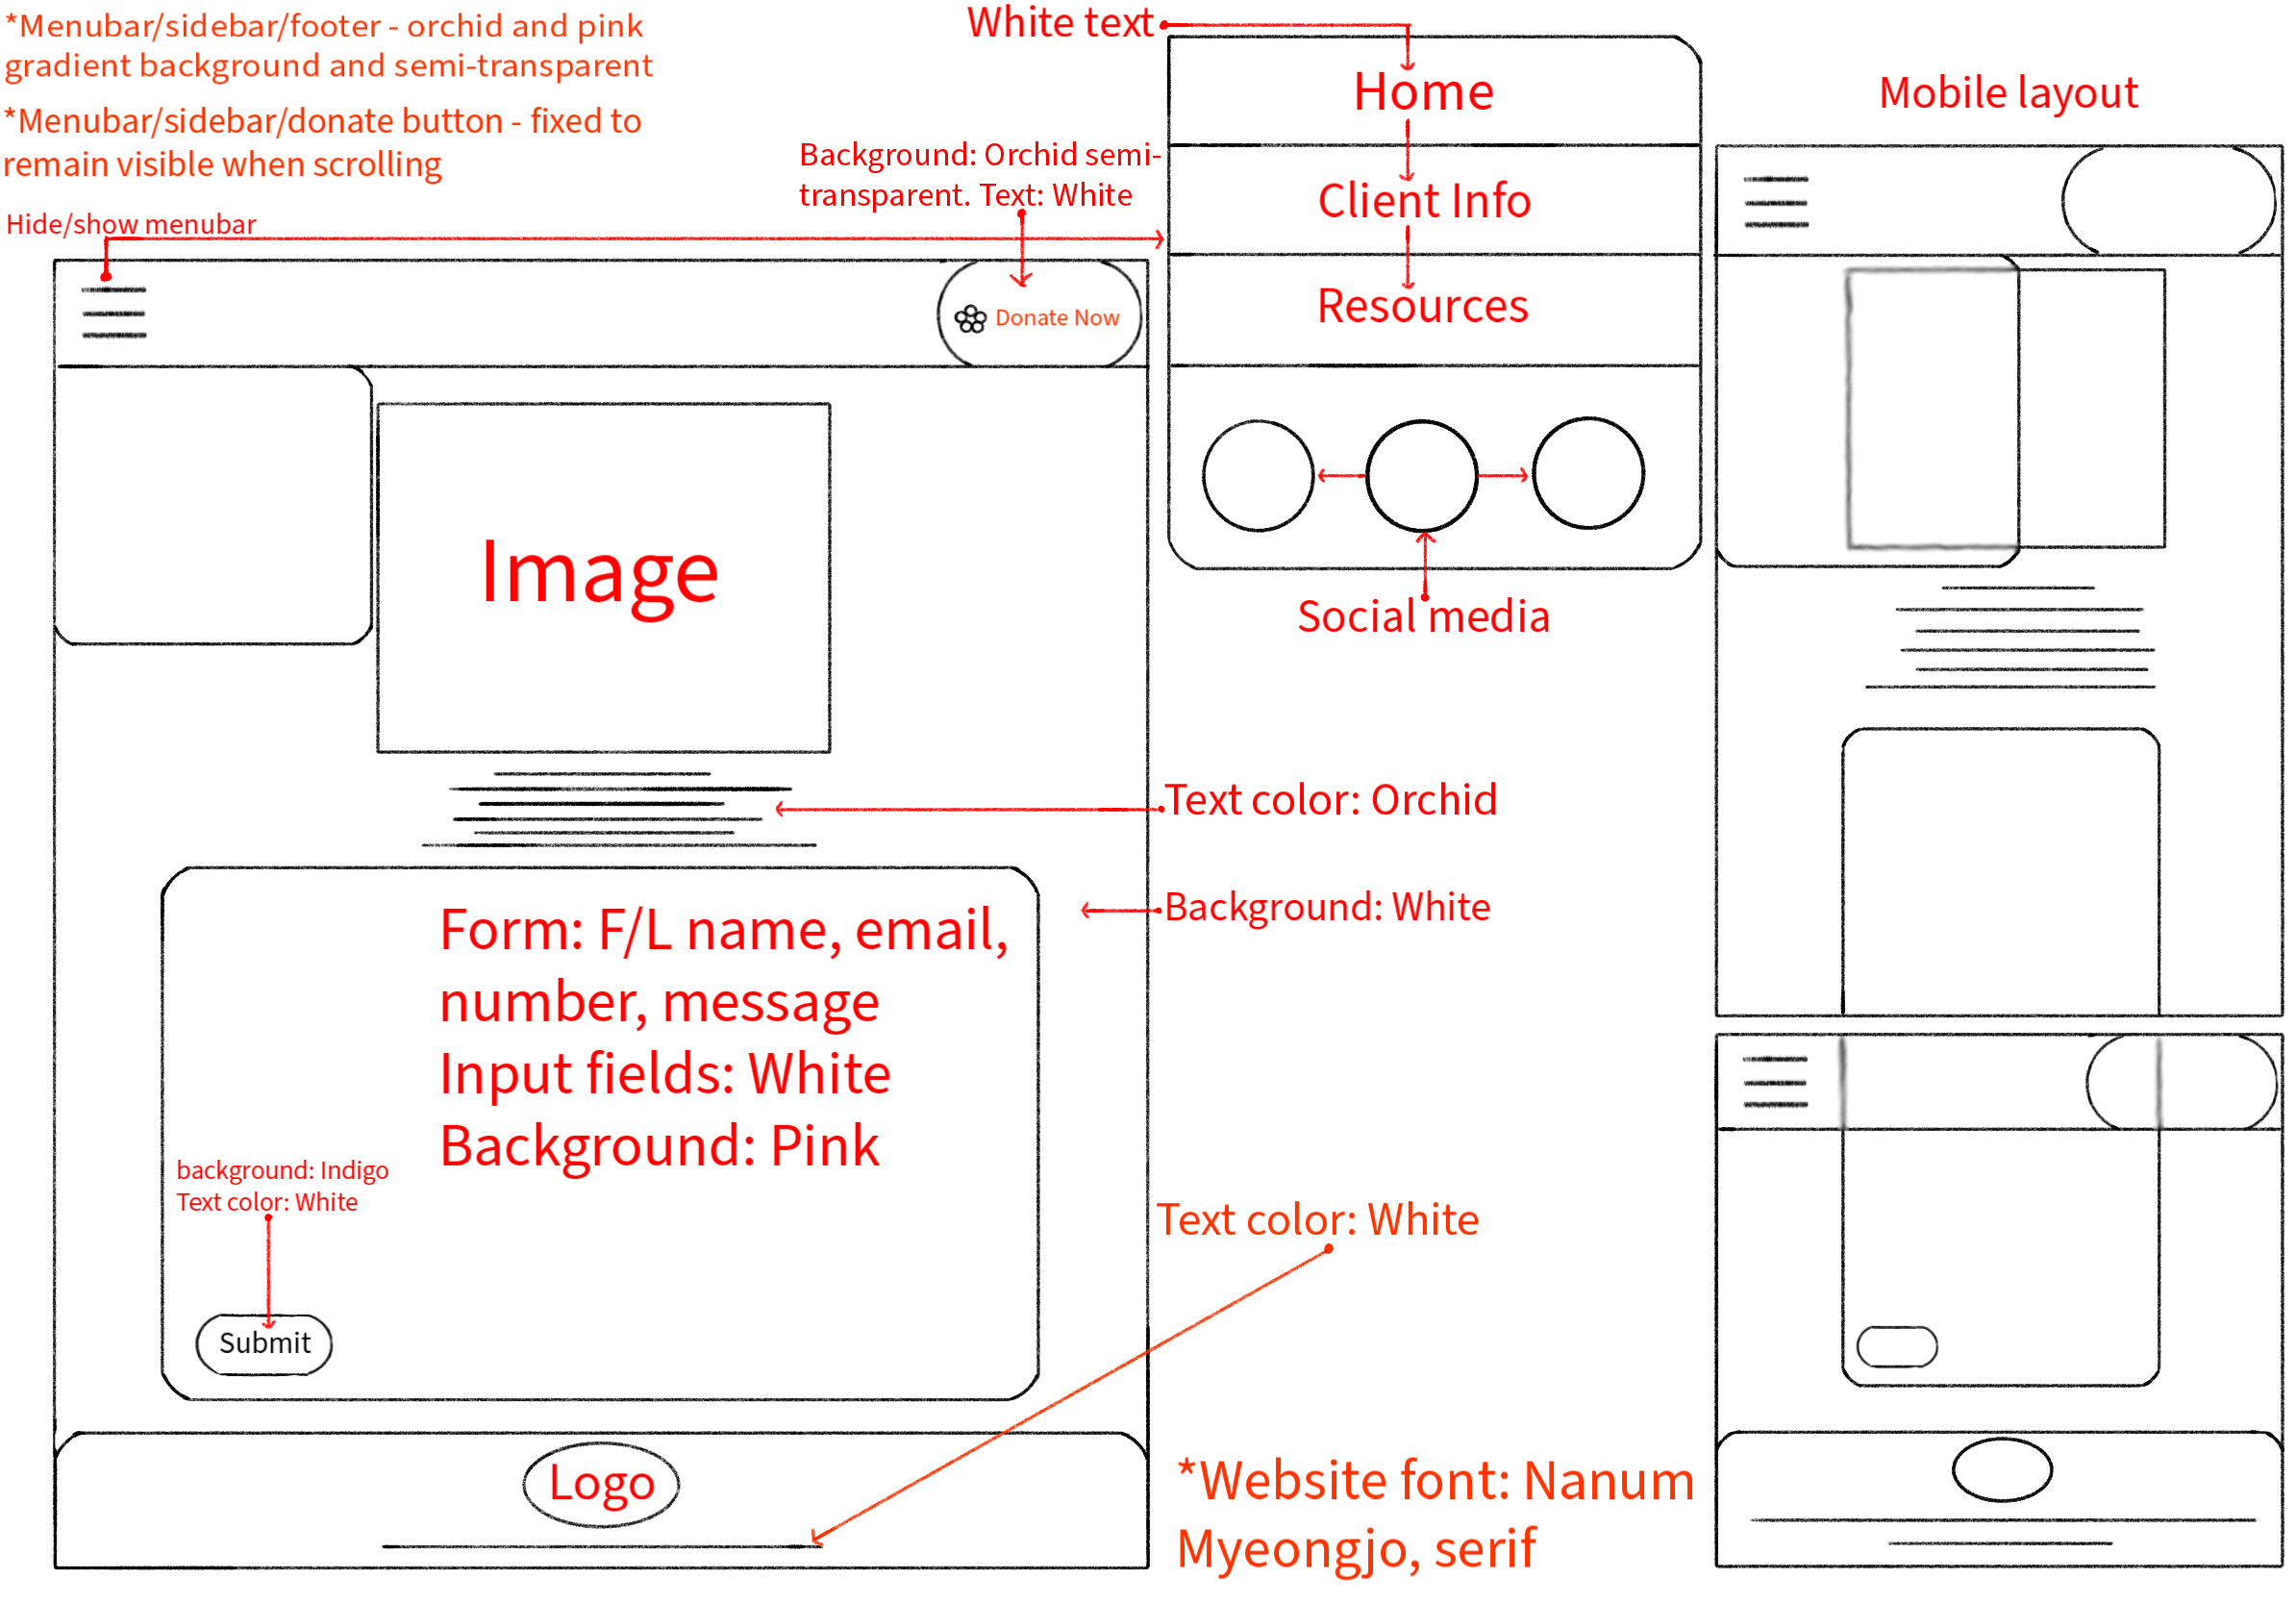 *Menubar/sidebar/footer - orchid and pink
gradient background and semi-transparent
*Menubar/sidebar/donate button - fixed to
remain visible when scrolling
Hide/show menubar
White text
Background: Orchid semi-
transparent. Text: White
Home
Client Info
Resources
Social media
Mobile layout
Donate Now
Image
Text color: Orchid
Background: White
Form: F/L name, email,
number, message
Input fields: White
Background: Pink
background: Indigo
Text color: White
Submit
Text color: White
Logo
*Website font: Nanum
Myeongjo, serif